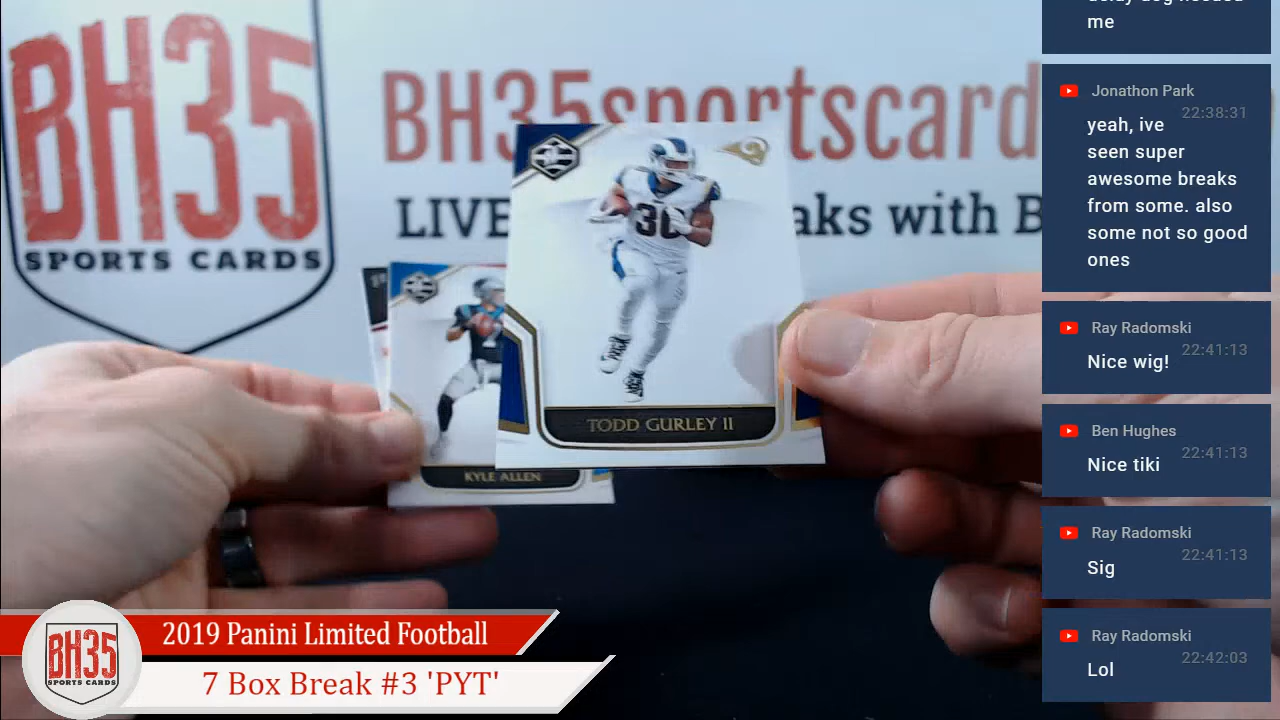 BH35
SPORTS CARDS
BH35sportscard
LIVE
aks with B
30
TODD GURLEY II
KYLE ALLEN
2019 Panini Limited Football
7 Box Break #3 'PYT'
BH35
SPORTS CARDS
me
Jonathon Park
22:38:31
yeah, ive
seen super
awesome breaks
from some. also
some not so good
ones
Ray Radomski
22:41:13
Nice wig!
Ben Hughes
22:41:13
Nice tiki
Ray Radomski
22:41:13
Sig
Ray Radomski
22:42:03
Lol